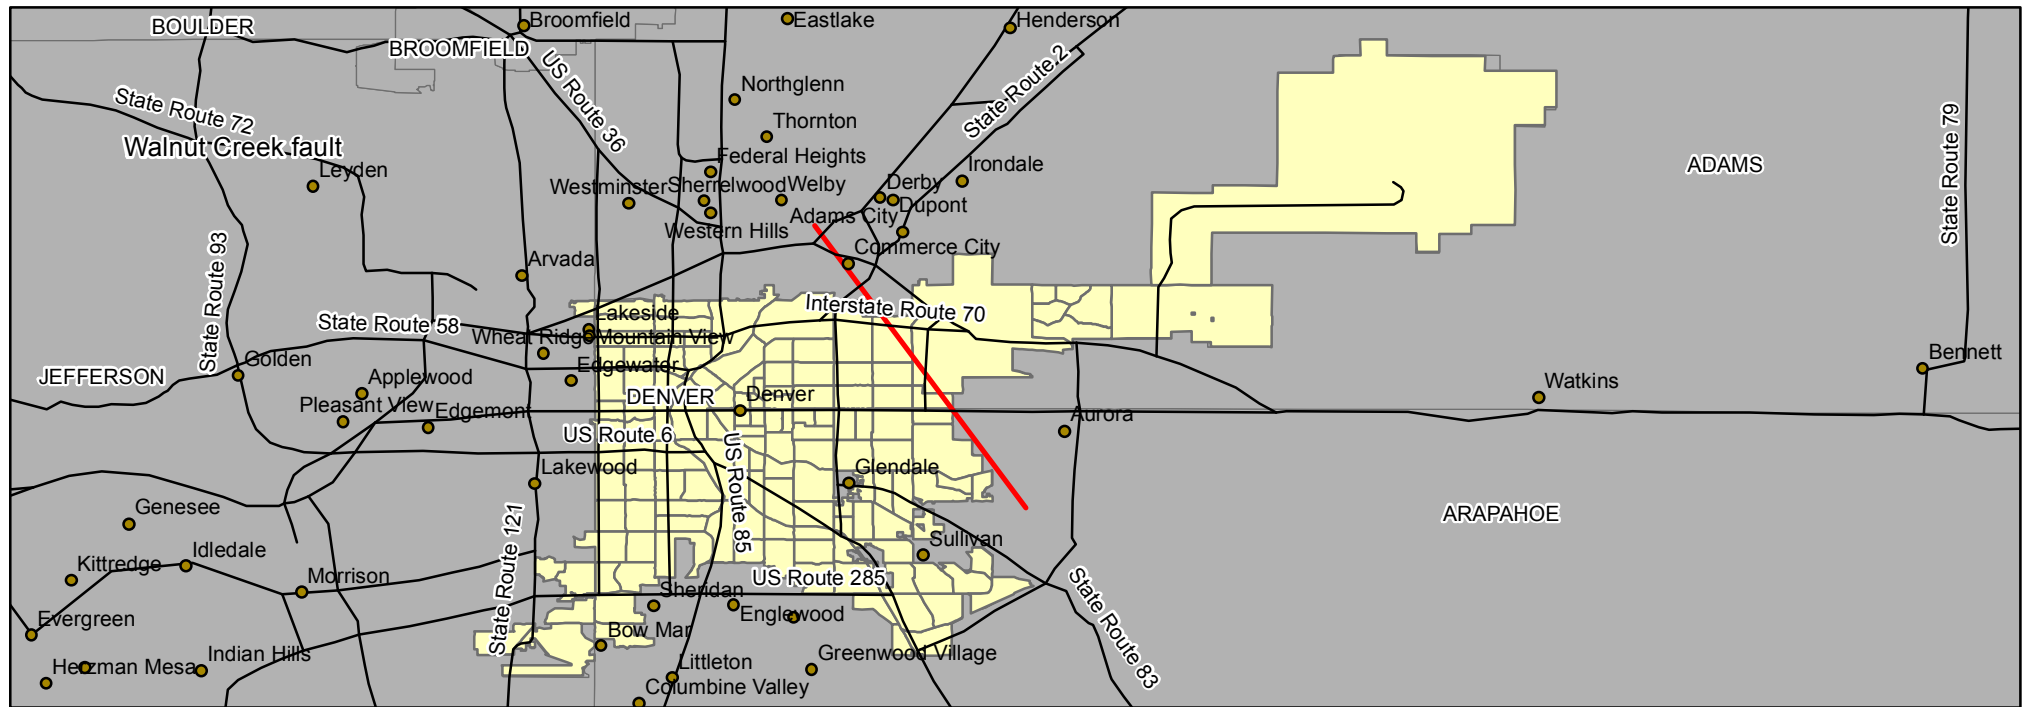 Broomfield
Eastlake
Henderson
BOULDER
BROOMFIELD
US Route 36
State Route 2
Northglenn
State Route 72
Thornton
State Route 79
Walnut Creek fault
Federal Heights
Irondale
ADAMS
Leyden
Westminster
Sherrelwood
Welby
Derby
Dupont
Adams City
Western Hills
Commerce City
State Route 93
Arvada
Interstate Route 70
Lakeside
State Route 58
Wheat Ridge
Mountain View
Golden
Edgewater
Bennett
JEFFERSON
Applewood
Watkins
DENVER
Denver
Pleasant View
Edgemont
Aurora
US Route 6
US Route 85
Lakewood
Glendale
Genesee
ARAPAHOE
State Route 121
Sullivan
Idledale
Kittredge
Morrison
US Route 285
Sheridan
Englewood
State Route 83
Evergreen
Bow Mar
Indian Hills
Greenwood Village
Herzman Mesa
Littleton
Columbine Valley